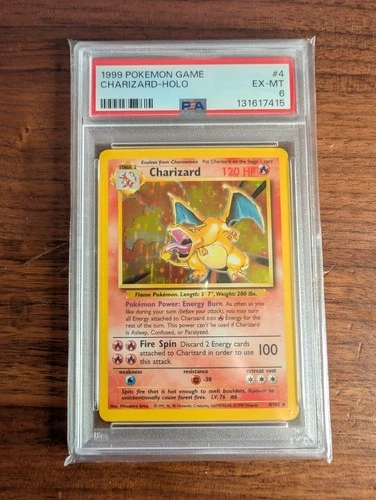 1999 POKEMON GAME #4
CHARIZARD-HOLO EX-MT
6
PSA 131617415
Evolves from Charmeleon Put Charizard on the Stage 1 card
STAGE 2
Charizard 120 HP
Flame Pokémon. Length: 5' 7", Weight: 200 lbs.
Pokémon Power: Energy Burn As often as you
like during your turn (before your attack), you may turn
all Energy attached to Charizard into Energy for the
rest of the turn. This power can't be used if Charizard
is Asleep, Confused, or Paralyzed.
Fire Spin Discard 2 Energy cards
attached to Charizard in order to use 100
this attack.
weakness resistance retreat cost
-30
Spits fire that is hot enough to melt boulders. Known to
unintentionally cause forest fires. LV. 76 #6
Illus. Mitsuhiro Arita 4/102